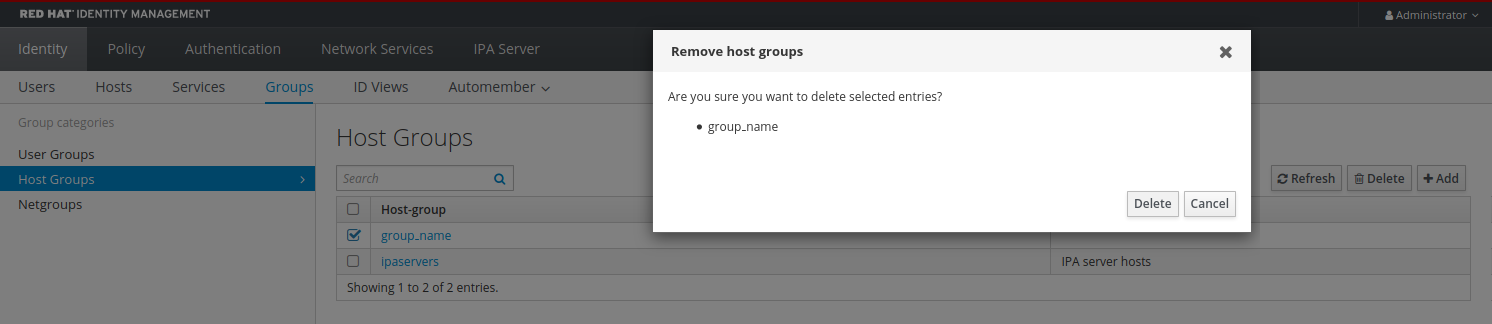 RED HAT IDENTITY MANAGEMENT
Administrator
Identity Policy Authentication Network Services IPA Server
Users Hosts Services Groups ID Views Automember
Group categories
User Groups
Host Groups
Netgroups
Host Groups
Search
Refresh Delete Add
Host-group
group_name
ipaservers IPA server hosts
Showing 1 to 2 of 2 entries.
Remove host groups
Are you sure you want to delete selected entries?
group_name
Delete Cancel